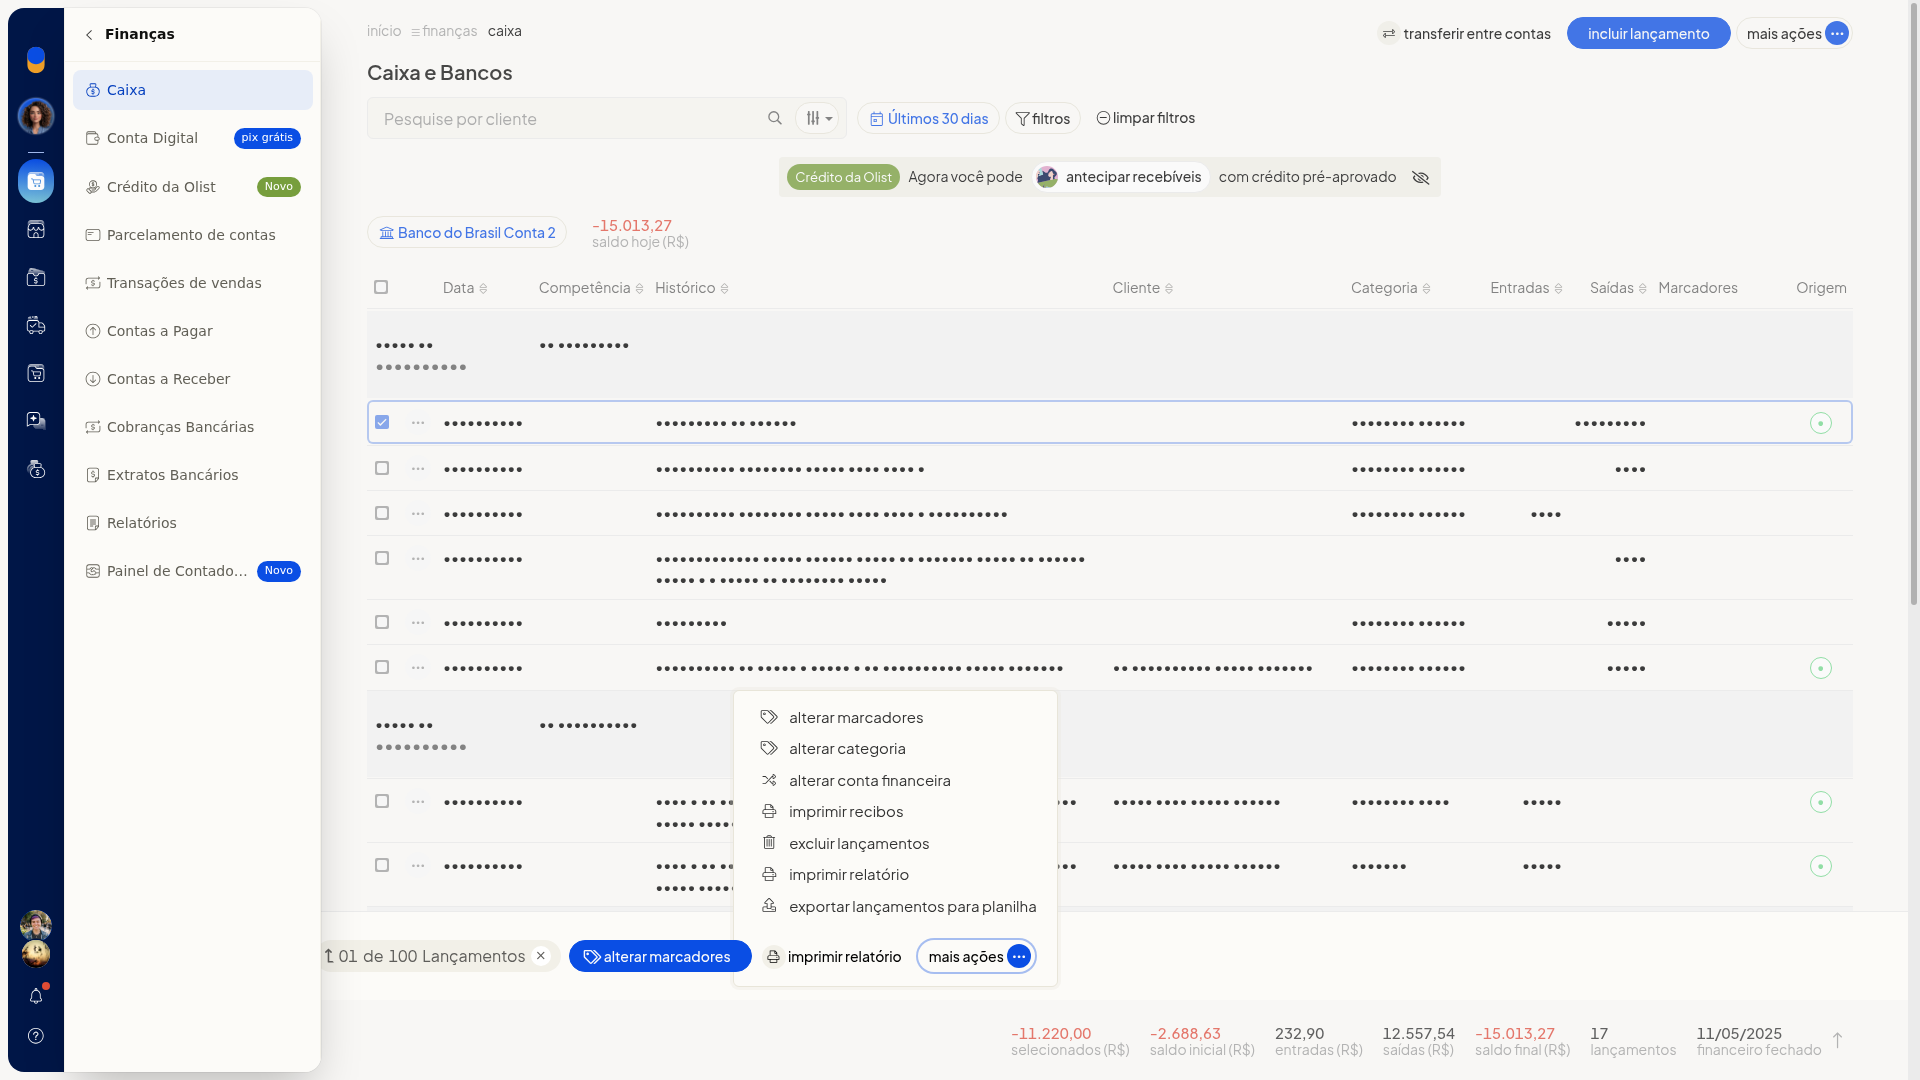 Finanças
Caixa
Conta Digital pix grátis
Crédito da Olist Novo
Parcelamento de contas
Transações de vendas
Contas a Pagar
Contas a Receber
Cobranças Bancárias
Extratos Bancários
Relatórios
Painel de Contado... Novo
início finanças caixa
transferir entre contas incluir lançamento mais ações
Caixa e Bancos
Pesquise por cliente Últimos 30 dias filtros limpar filtros
Crédito da Olist Agora você pode antecipar recebíveis com crédito pré-aprovado
Banco do Brasil Conta 2
-15.013,27
saldo hoje (R$)
Data Competência Histórico Cliente Categoria Entradas Saídas Marcadores Origem
alterar marcadores
alterar categoria
alterar conta financeira
imprimir recibos
excluir lançamentos
imprimir relatório
exportar lançamentos para planilha
01 de 100 Lançamentos alterar marcadores imprimir relatório mais ações
-11.220,00 -2.688,63 232,90 12.557,54 -15.013,27 17 11/05/2025
selecionados (R$) saldo inicial (R$) entradas (R$) saídas (R$) saldo final (R$) lançamentos financeiro fechado